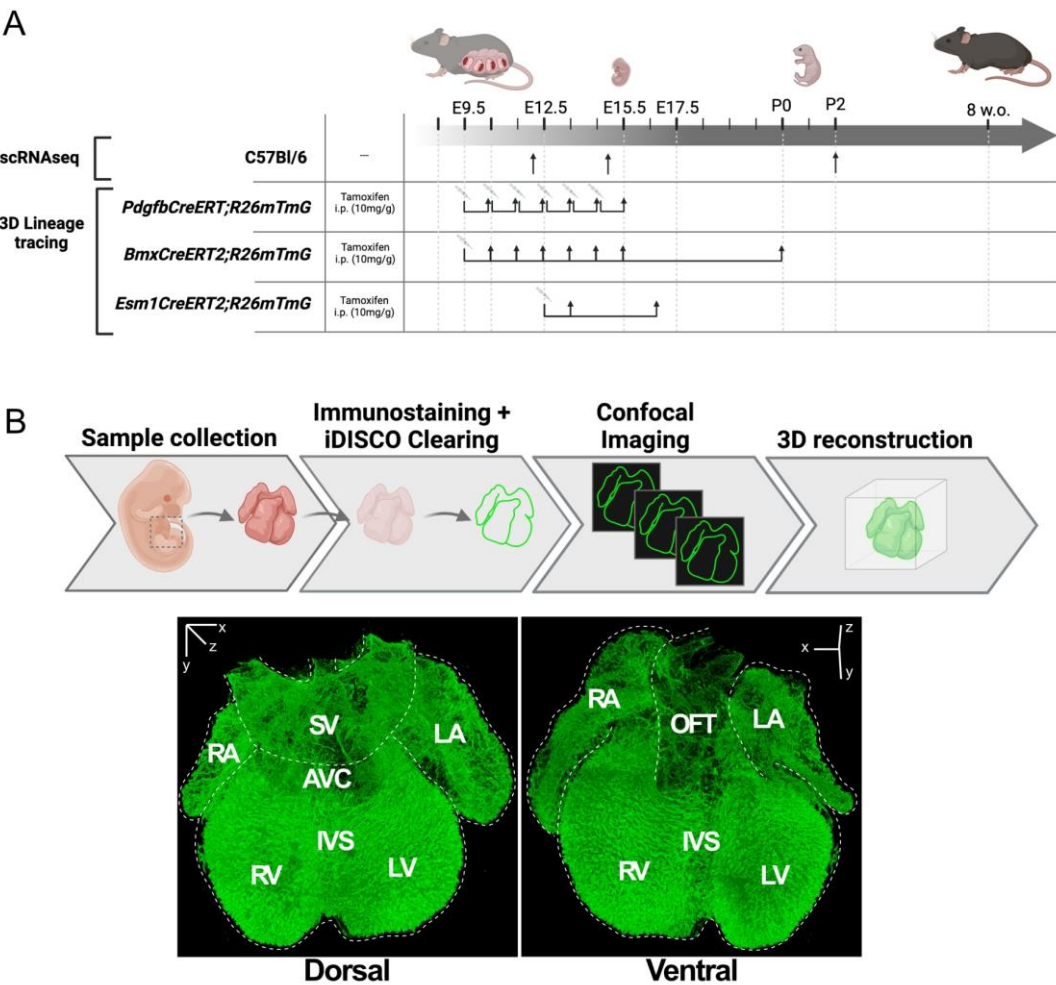 A
E9.5 E12.5 E15.5 E17.5 P0 P2 8 w.o.
scRNAseq C57Bl/6 ---
3D Lineage
tracing
PdgfbCreERT;R26mTmG Tamoxifen
i.p. (10mg/g)
BmxCreERT2;R26mTmG Tamoxifen
i.p. (10mg/g)
Esm1CreERT2;R26mTmG Tamoxifen
i.p. (10mg/g)
B
Sample collection
Immunostaining +
iDISCO Clearing
Confocal
Imaging
3D reconstruction
x
z
y
SV
RA
LA
AVC
IVS
RV
LV
Dorsal
z
x
y
RA
OFT
LA
IVS
RV
LV
Ventral